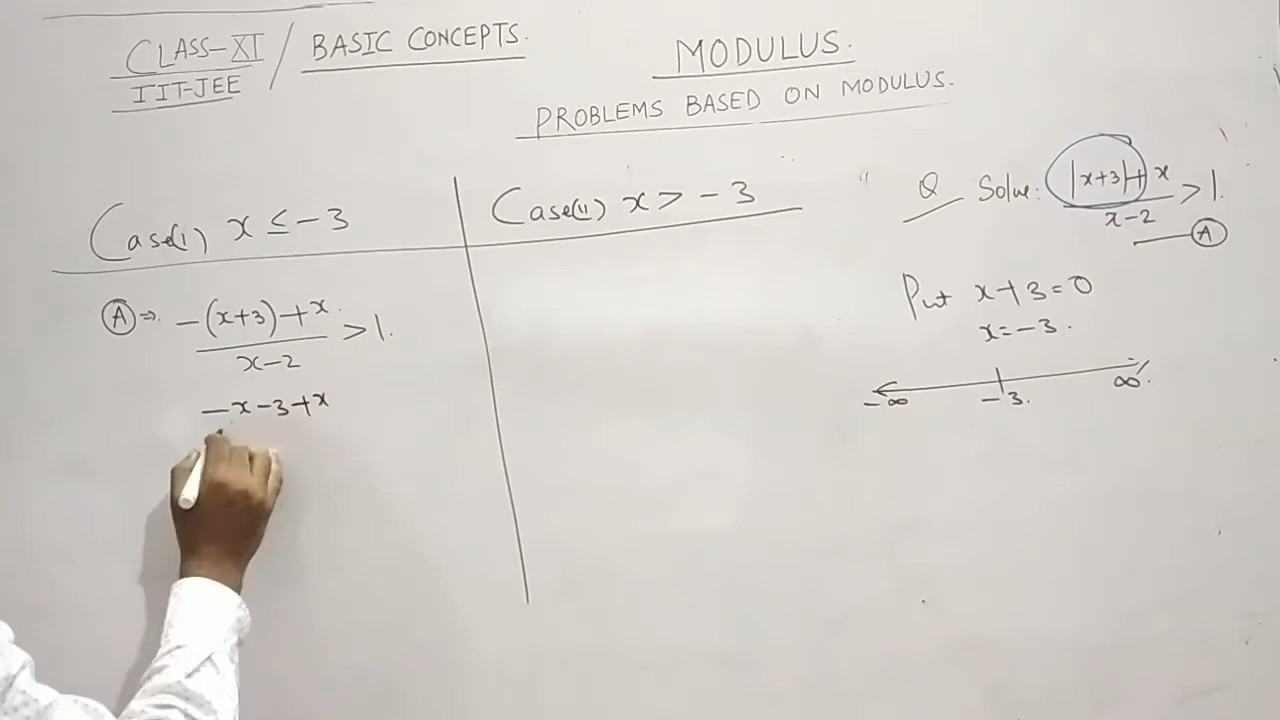 CLASS-XI / BASIC CONCEPTS.
IIT-JEE
MODULUS.
PROBLEMS BASED ON MODULUS.
Q Solve: (|x+3|+x)/(x-2) > 1.
A
Put x+3=0
x=-3.
-∞ -3. ∞
Case(i) x ≤ -3
A ⇒ (-(x+3)+x)/(x-2) > 1.
-x-3+x
Case(ii) x > -3